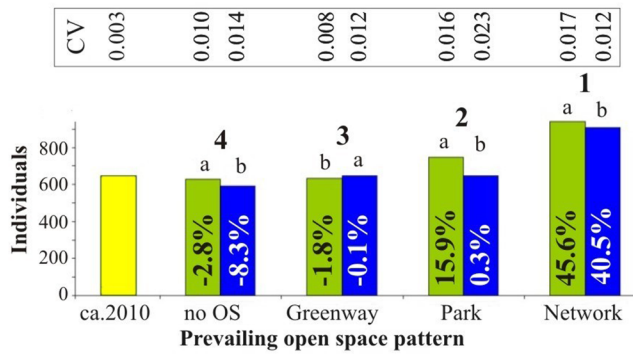 CV 0.003 0.010 0.014 0.008 0.012 0.016 0.023 0.017 0.012
1
2
4 3
a b
a b
a b b a
Individuals
800
600
400
200
0
-2.8% -8.3% -1.8% -0.1% 15.9% 0.3% 45.6% 40.5%
ca.2010 no OS Greenway Park Network
Prevailing open space pattern